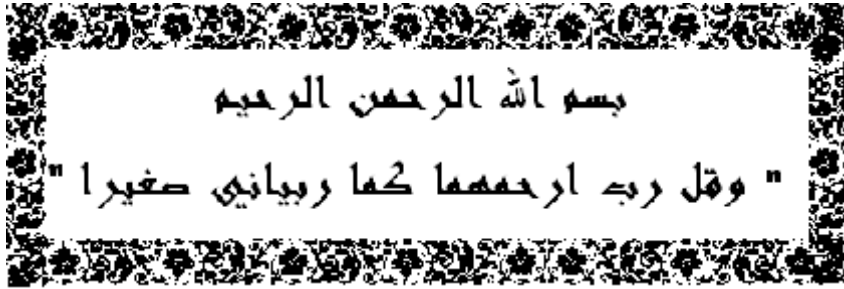 بسم الله الرحمن الرحيم
" وقل رب ارحمهما كما ربياني صغيرا "